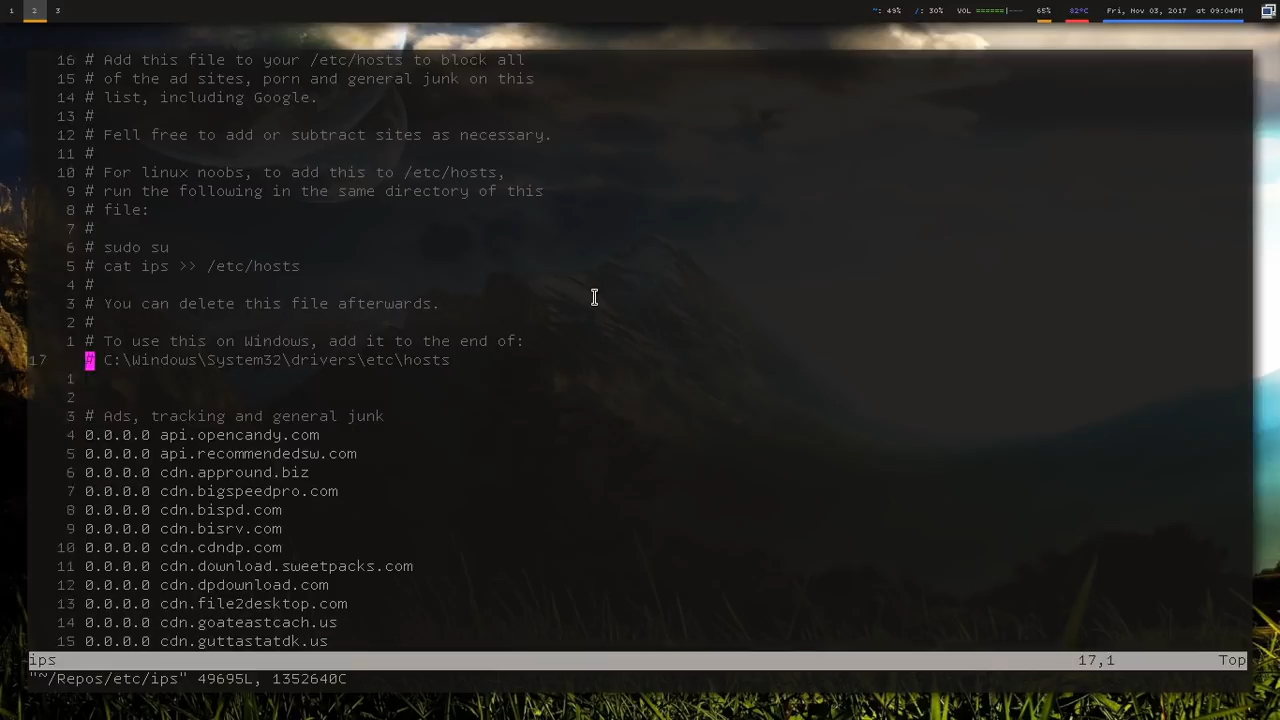 1 2 3 ~: 49% /: 30% VOL ======|--- 65% 82ºC Fri, Nov 03, 2017 at 09:04PM
16 # Add this file to your /etc/hosts to block all
15 # of the ad sites, porn and general junk on this
14 # list, including Google.
13 #
12 # Fell free to add or subtract sites as necessary.
11 #
10 # For linux noobs, to add this to /etc/hosts,
9 # run the following in the same directory of this
8 # file:
7 #
6 # sudo su
5 # cat ips >> /etc/hosts
4 #
3 # You can delete this file afterwards.
2 #
1 # To use this on Windows, add it to the end of:
17 # C:\Windows\System32\drivers\etc\hosts
1
2
3 # Ads, tracking and general junk
4 0.0.0.0 api.opencandy.com
5 0.0.0.0 api.recommendedsw.com
6 0.0.0.0 cdn.appround.biz
7 0.0.0.0 cdn.bigspeedpro.com
8 0.0.0.0 cdn.bispd.com
9 0.0.0.0 cdn.bisrv.com
10 0.0.0.0 cdn.cdndp.com
11 0.0.0.0 cdn.download.sweetpacks.com
12 0.0.0.0 cdn.dpdownload.com
13 0.0.0.0 cdn.file2desktop.com
14 0.0.0.0 cdn.goateastcach.us
15 0.0.0.0 cdn.guttastatdk.us
ips 17,1 Top
"~/Repos/etc/ips" 49695L, 1352640C